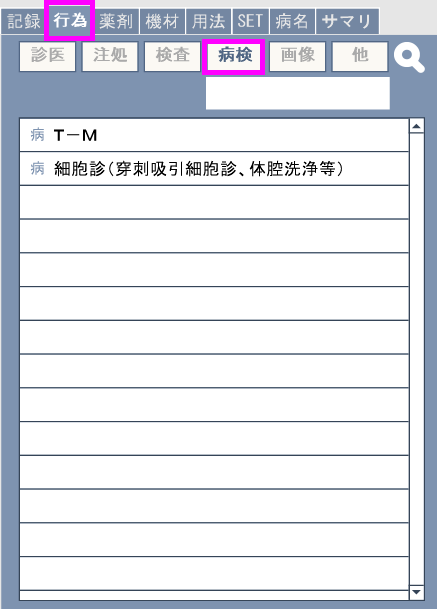 記録 行為 薬剤 機材 用法 SET 病名 サマリ
診医 注処 検査 病検 画像 他
病 T－M
病 細胞診(穿刺吸引細胞診、体腔洗浄等)